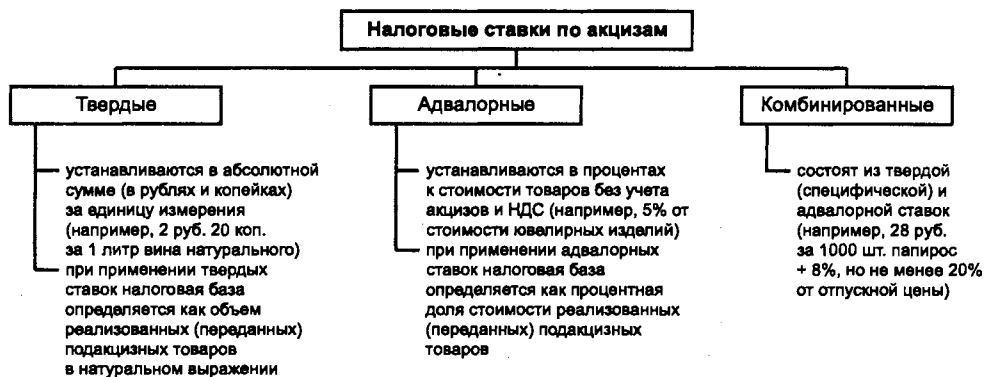 Налоговые ставки по акцизам
Твердые
устанавливаются в абсолютной
сумме (в рублях и копейках)
за единицу измерения
(например, 2 руб. 20 коп.
за 1 литр вина натурального)
при применении твердых
ставок налоговая база
определяется как объем
реализованных (переданных)
подакцизных товаров
в натуральном выражении
Адвалорные
устанавливаются в процентах
к стоимости товаров без учета
акцизов и НДС (например, 5% от
стоимости ювелирных изделий)
при применении адвалорных
ставок налоговая база
определяется как процентная
доля стоимости реализованных
(переданных) подакцизных
товаров
Комбинированные
состоят из твердой
(специфической) и
адвалорной ставок
(например, 28 руб.
за 1000 шт. папирос
+ 8%, но не менее 20%
от отпускной цены)